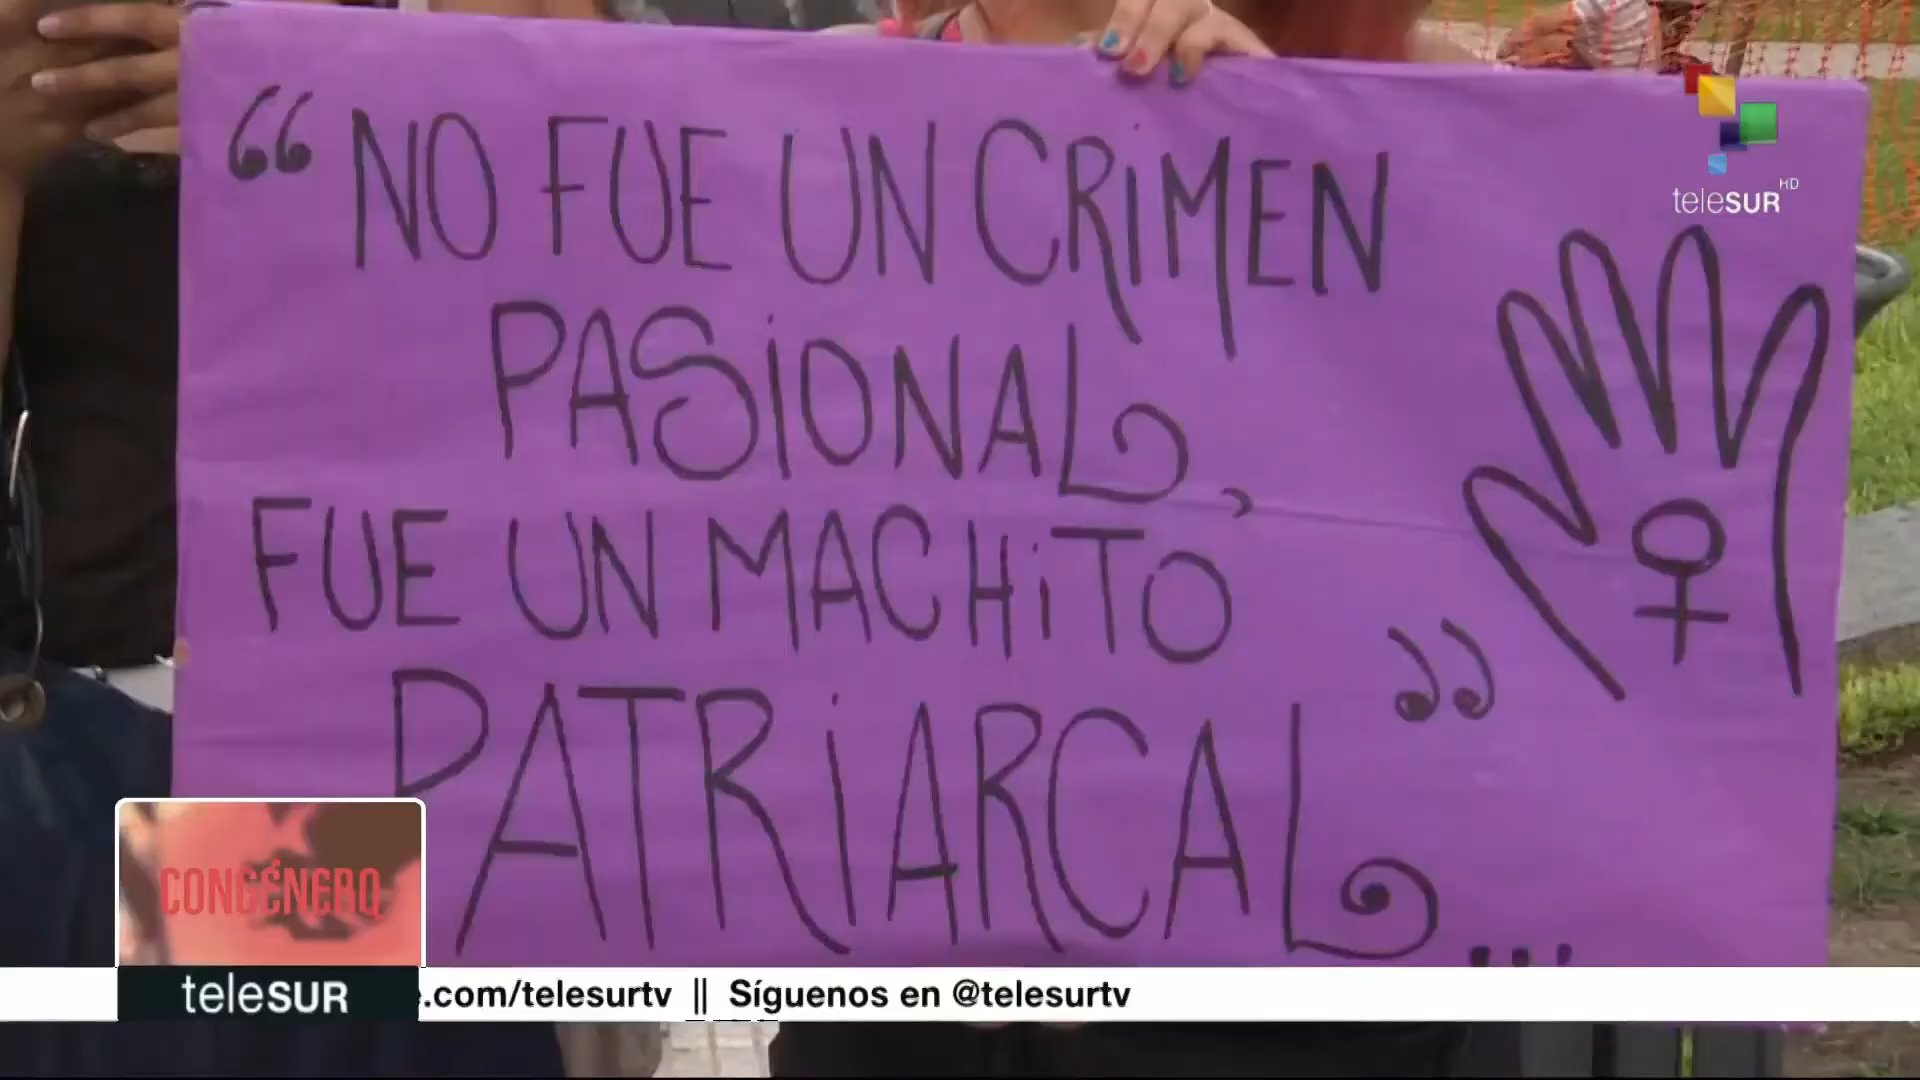 “NO FUE UN CRiMEN
PASiONAL,
FUE UN MACHiTO
PATRiARCAL”...
teleSUR HD
CONGÉNERO
teleSUR
.com/telesurtv || Síguenos en @telesurtv